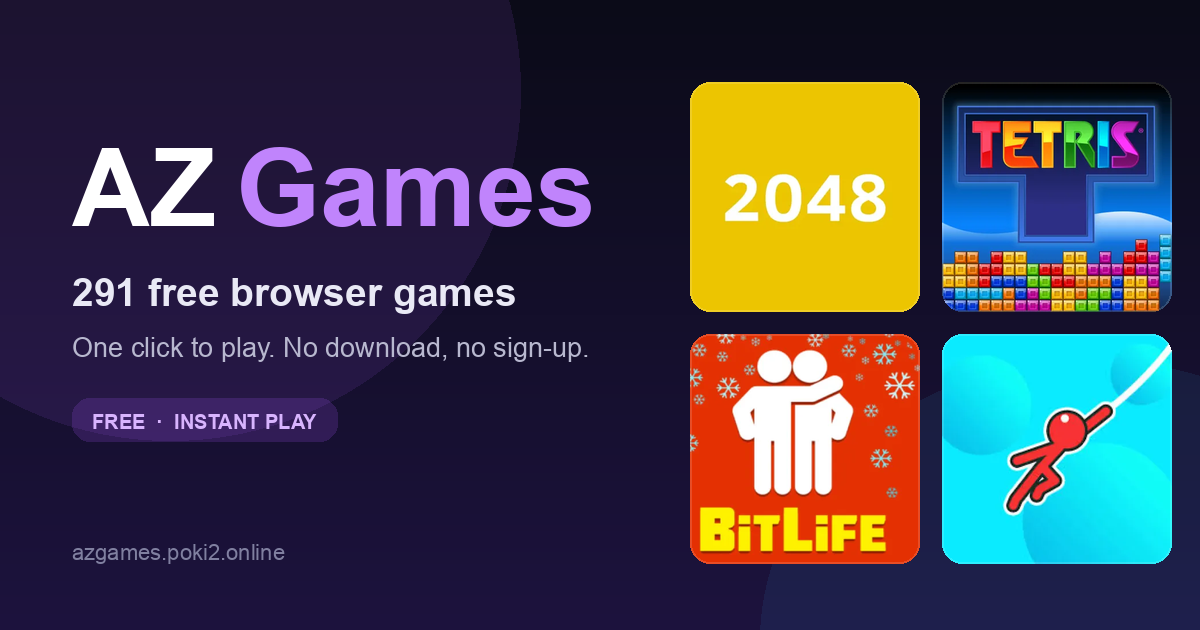 AZ Games
291 free browser games
One click to play. No download, no sign-up.
FREE · INSTANT PLAY
azgames.poki2.online
2048
TETRIS
BITLIFE